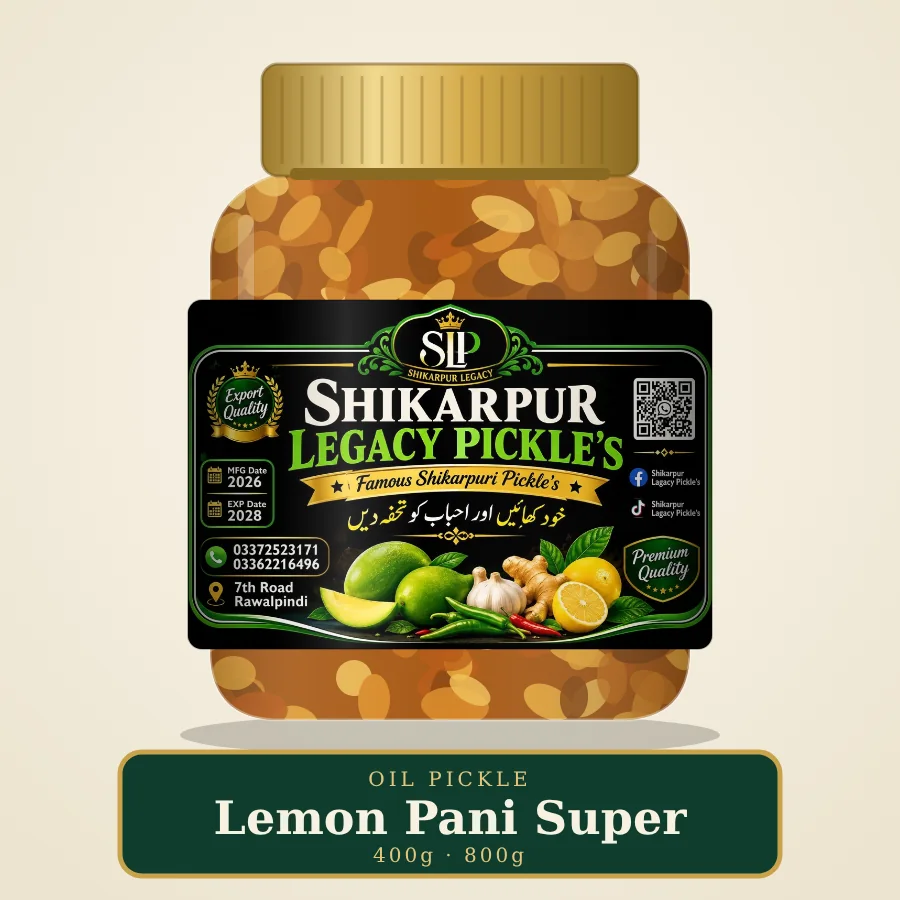 SLP
SHIKARPUR LEGACY
SHIKARPUR
LEGACY PICKLE'S
Famous Shikarpuri Pickle's
خود کھائیں اور احباب کو تحفہ دیں
Export
Quality
MFG Date
2026
EXP Date
2028
03372523171
03362216496
7th Road
Rawalpindi
Shikarpur
Legacy Pickle's
Shikarpur
Legacy Pickle's
Premium
Quality
OIL PICKLE
Lemon Pani Super
400g · 800g